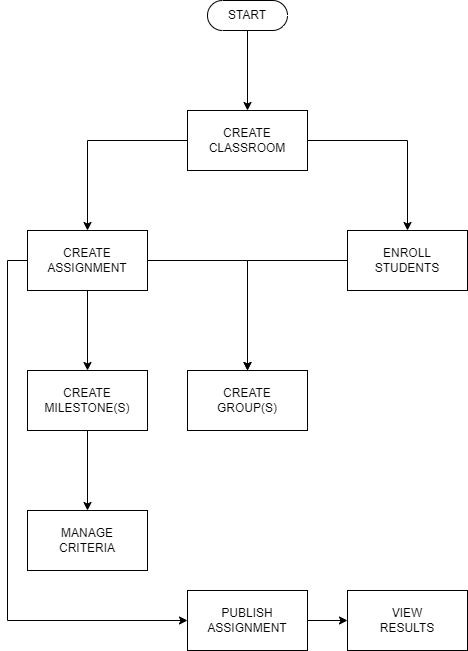 START
CREATE
CLASSROOM
CREATE
ASSIGNMENT
ENROLL
STUDENTS
CREATE
MILESTONE(S)
CREATE
GROUP(S)
MANAGE
CRITERIA
PUBLISH
ASSIGNMENT
VIEW
RESULTS